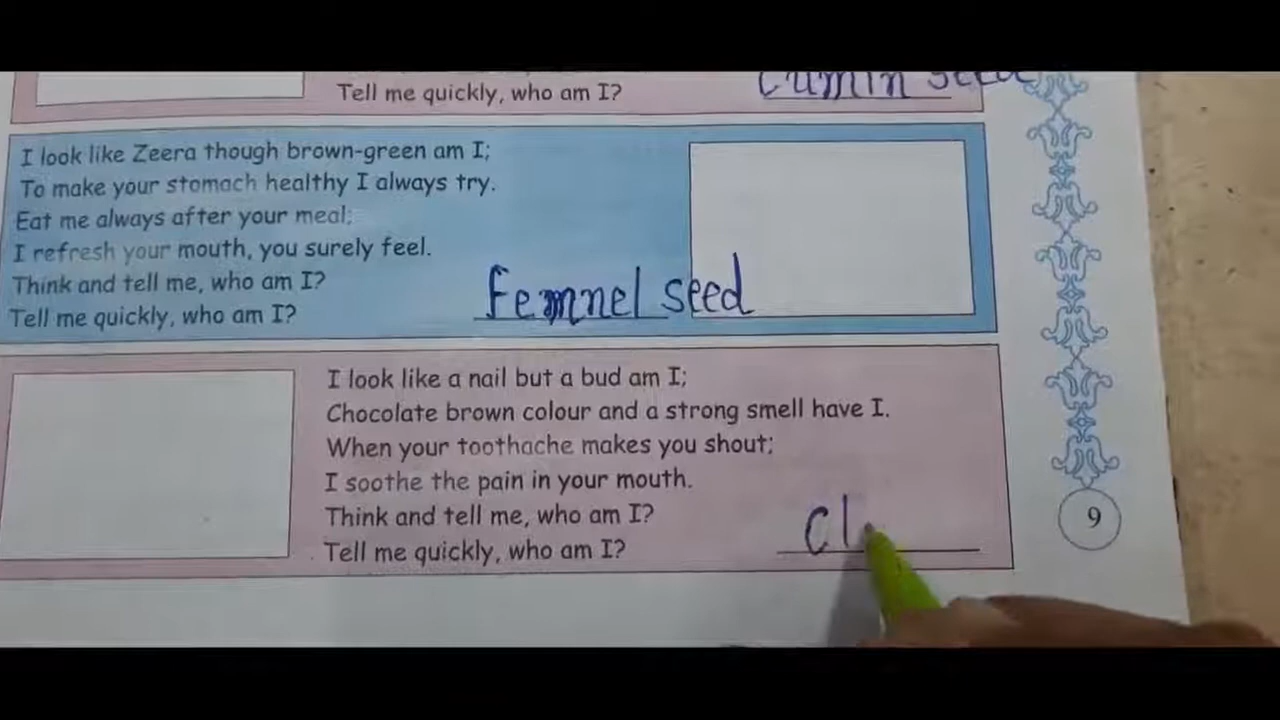 Tell me quickly, who am I?
Cumin seed
I look like Zeera though brown-green am I;
To make your stomach healthy I always try.
Eat me always after your meal;
I refresh your mouth, you surely feel.
Think and tell me, who am I?
Tell me quickly, who am I?
Fennel seed
I look like a nail but a bud am I;
Chocolate brown colour and a strong smell have I.
When your toothache makes you shout;
I soothe the pain in your mouth.
Think and tell me, who am I?
Tell me quickly, who am I?
Cl
9